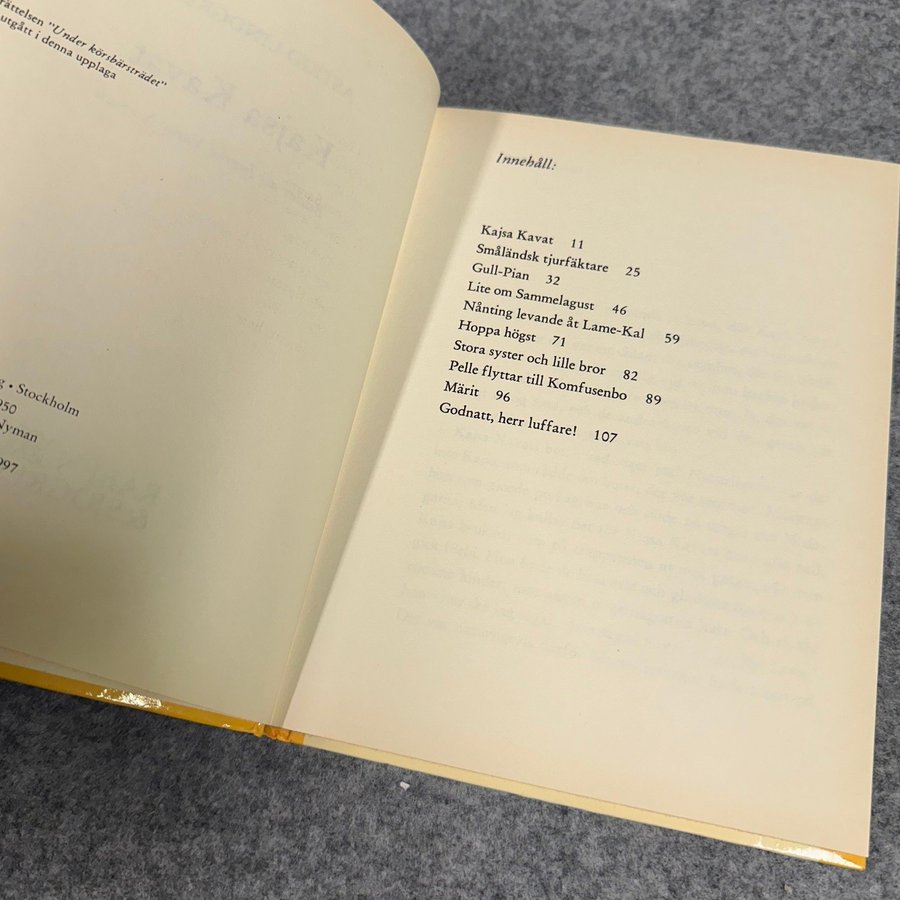 "Under körsbärsträdet"
utgått i denna upplaga
• Stockholm
Nyman
Innehåll:
Kajsa Kavat 11
Småländsk tjurfäktare 25
Gull-Pian 32
Lite om Sammelagust 46
Nånting levande åt Lame-Kal 59
Hoppa högst 71
Stora syster och lille bror 82
Pelle flyttar till Komfusenbo 89
Märit 96
Godnatt, herr luffare! 107